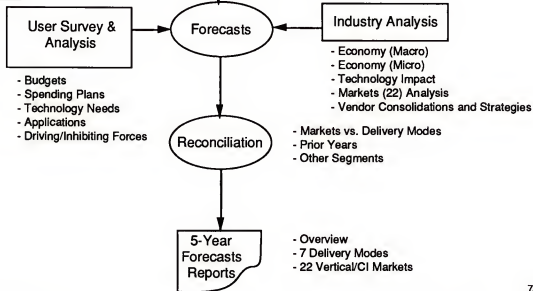 User Survey &
Analysis
- Budgets
- Spending Plans
- Technology Needs
- Applications
- Driving/Inhibiting Forces
Forecasts
Industry Analysis
- Economy (Macro)
- Economy (Micro)
- Technology Impact
- Markets (22) Analysis
- Vendor Consolidations and Strategies
Reconciliation
- Markets vs. Delivery Modes
- Prior Years
- Other Segments
5-Year
Forecasts
Reports
- Overview
- 7 Delivery Modes
- 22 Vertical/CI Markets
7